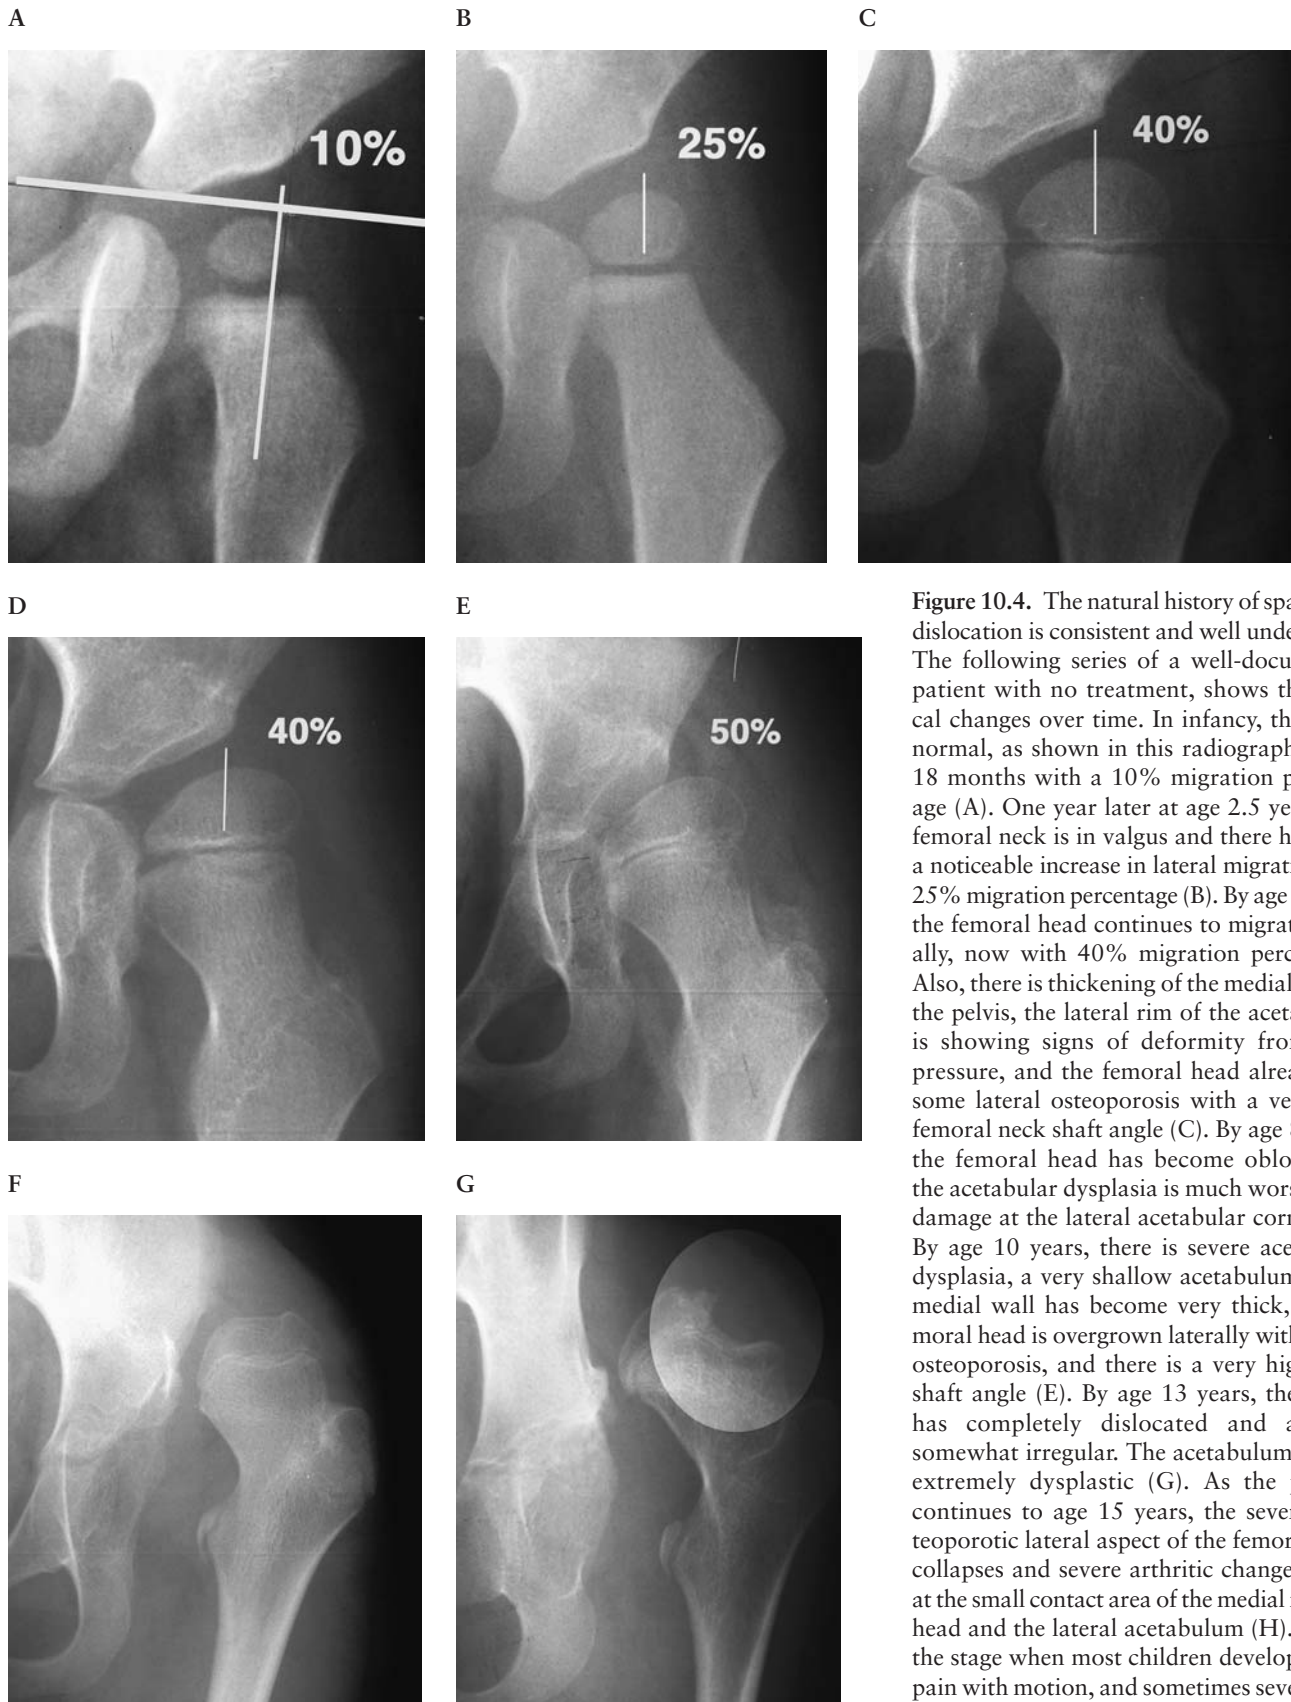 A
B
C
10%
25%
40%
D
E
40%
50%
F
G
Figure 10.4. The natural history of spa
dislocation is consistent and well unde
The following series of a well-docu
patient with no treatment, shows th
cal changes over time. In infancy, th
normal, as shown in this radiograph
18 months with a 10% migration p
age (A). One year later at age 2.5 ye
femoral neck is in valgus and there h
a noticeable increase in lateral migrati
25% migration percentage (B). By age
the femoral head continues to migrat
ally, now with 40% migration perc
Also, there is thickening of the medial
the pelvis, the lateral rim of the aceta
is showing signs of deformity fro
pressure, and the femoral head alrea
some lateral osteoporosis with a ve
femoral neck shaft angle (C). By age 8
the femoral head has become oblo
the acetabular dysplasia is much wors
damage at the lateral acetabular corr
By age 10 years, there is severe ace
dysplasia, a very shallow acetabulum
medial wall has become very thick,
moral head is overgrown laterally with
osteoporosis, and there is a very hig
shaft angle (E). By age 13 years, the
has completely dislocated and a
somewhat irregular. The acetabulum
extremely dysplastic (G). As the
continues to age 15 years, the sever
teoporotic lateral aspect of the femor
collapses and severe arthritic change
at the small contact area of the medial
head and the lateral acetabulum (H).
the stage when most children develop
pain with motion, and sometimes seve